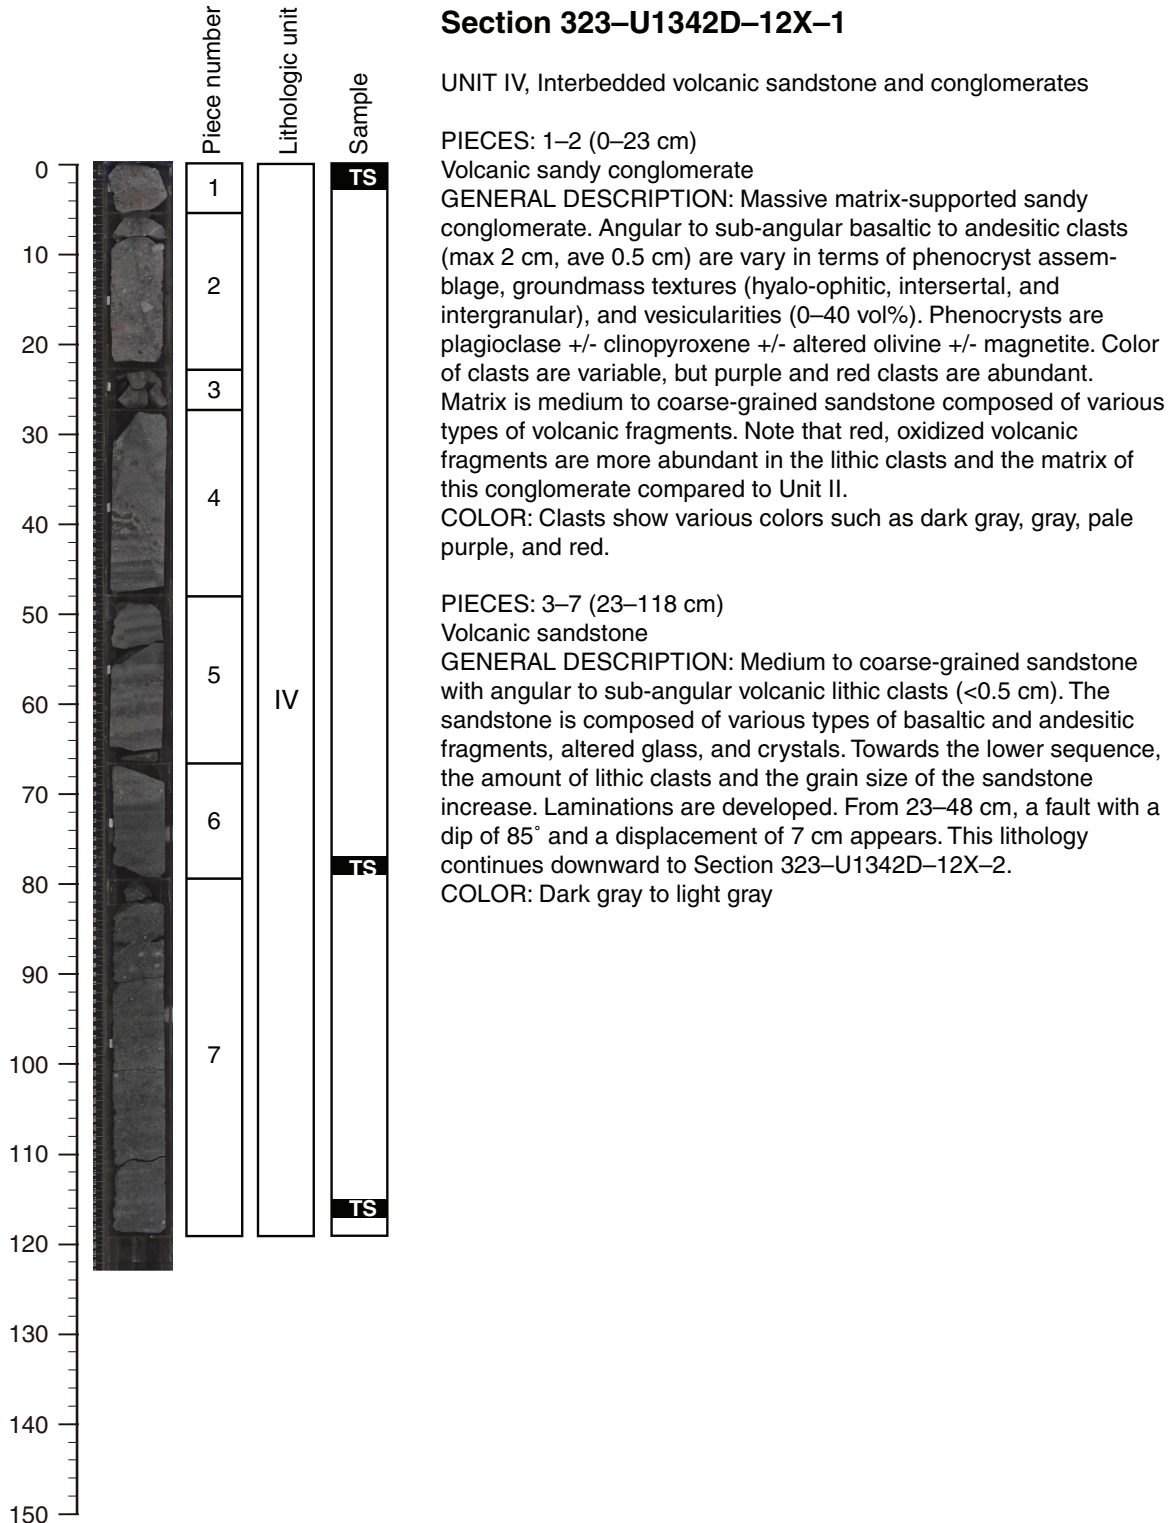 Section 323–U1342D–12X–1
UNIT IV, Interbedded volcanic sandstone and conglomerates
PIECES: 1–2 (0–23 cm)
Volcanic sandy conglomerate
GENERAL DESCRIPTION: Massive matrix-supported sandy
conglomerate. Angular to sub-angular basaltic to andesitic clasts
(max 2 cm, ave 0.5 cm) are vary in terms of phenocryst assem-
blage, groundmass textures (hyalo-ophitic, intersertal, and
intergranular), and vesicularities (0–40 vol%). Phenocrysts are
plagioclase +/- clinopyroxene +/- altered olivine +/- magnetite. Color
of clasts are variable, but purple and red clasts are abundant.
Matrix is medium to coarse-grained sandstone composed of various
types of volcanic fragments. Note that red, oxidized volcanic
fragments are more abundant in the lithic clasts and the matrix of
this conglomerate compared to Unit II.
COLOR: Clasts show various colors such as dark gray, gray, pale
purple, and red.
PIECES: 3–7 (23–118 cm)
Volcanic sandstone
GENERAL DESCRIPTION: Medium to coarse-grained sandstone
with angular to sub-angular volcanic lithic clasts (<0.5 cm). The
sandstone is composed of various types of basaltic and andesitic
fragments, altered glass, and crystals. Towards the lower sequence,
the amount of lithic clasts and the grain size of the sandstone
increase. Laminations are developed. From 23–48 cm, a fault with a
dip of 85˚ and a displacement of 7 cm appears. This lithology
continues downward to Section 323–U1342D–12X–2.
COLOR: Dark gray to light gray
Piece number
Lithologic unit
Sample
0
10
20
30
40
50
60
70
80
90
100
110
120
130
140
150
1
2
3
4
5
6
7
IV
TS
TS
TS